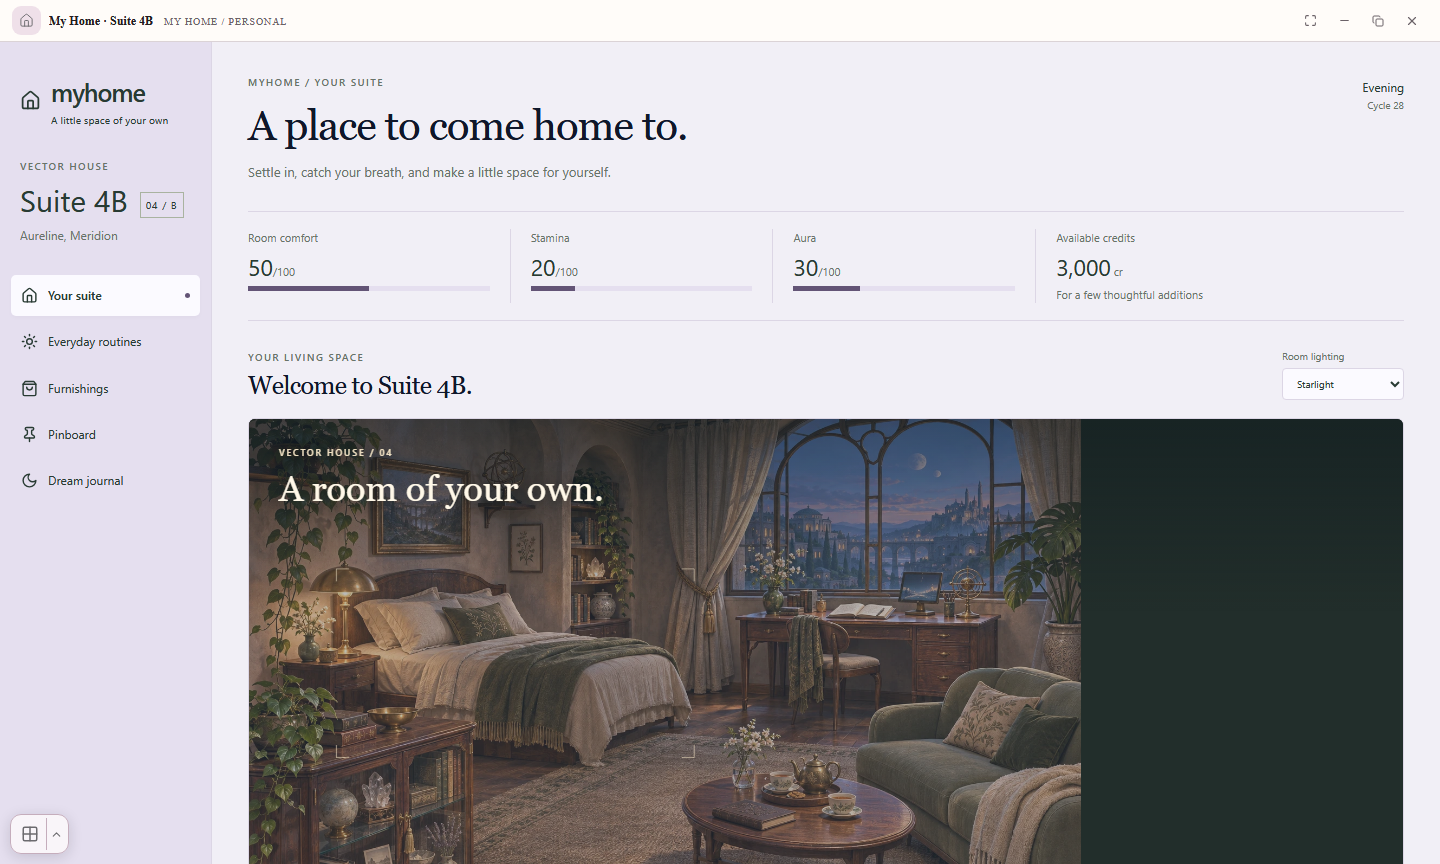 My Home · Suite 4B MY HOME / PERSONAL
myhome
A little space of your own
VECTOR HOUSE
Suite 4B 04 / B
Aureline, Meridion
Your suite
Everyday routines
Furnishings
Pinboard
Dream journal
MYHOME / YOUR SUITE
A place to come home to.
Settle in, catch your breath, and make a little space for yourself.
Evening
Cycle 28
Room comfort
50/100
Stamina
20/100
Aura
30/100
Available credits
3,000 cr
For a few thoughtful additions
YOUR LIVING SPACE
Welcome to Suite 4B.
Room lighting
Starlight
VECTOR HOUSE / 04
A room of your own.